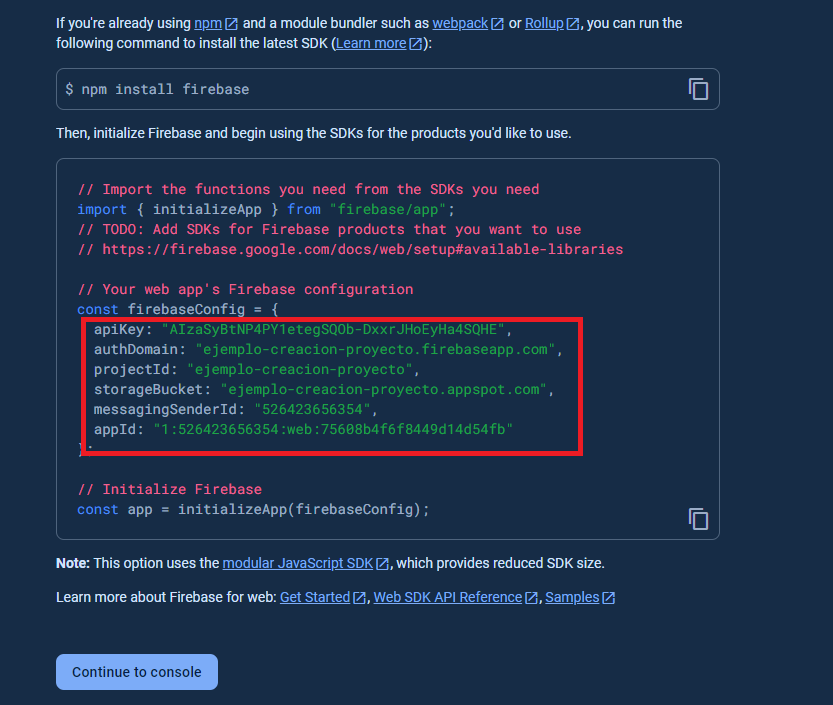 If you're already using npm and a module bundler such as webpack or Rollup, you can run the
following command to install the latest SDK (Learn more):
$ npm install firebase
Then, initialize Firebase and begin using the SDKs for the products you'd like to use.
// Import the functions you need from the SDKs you need
import { initializeApp } from "firebase/app";
// TODO: Add SDKs for Firebase products that you want to use
// https://firebase.google.com/docs/web/setup#available-libraries
// Your web app's Firebase configuration
const firebaseConfig = {
apiKey: "AIzaSyBtNP4PY1etegSQOb-DxxrJHoEyHa4SQHE",
authDomain: "ejemplo-creacion-proyecto.firebaseapp.com",
projectId: "ejemplo-creacion-proyecto",
storageBucket: "ejemplo-creacion-proyecto.appspot.com",
messagingSenderId: "526423656354",
appId: "1:526423656354:web:75608b4f6f8449d14d54fb"
};
// Initialize Firebase
const app = initializeApp(firebaseConfig);
Note: This option uses the modular JavaScript SDK, which provides reduced SDK size.
Learn more about Firebase for web: Get Started, Web SDK API Reference, Samples
Continue to console